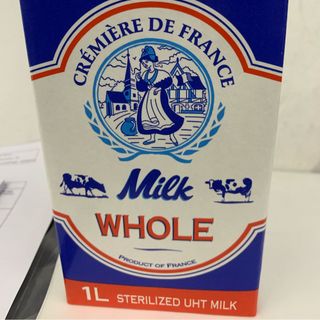 CRÉMIÈRE DE FRANCE
Milk
WHOLE
PRODUCT OF FRANCE
1L STERILIZED UHT MILK